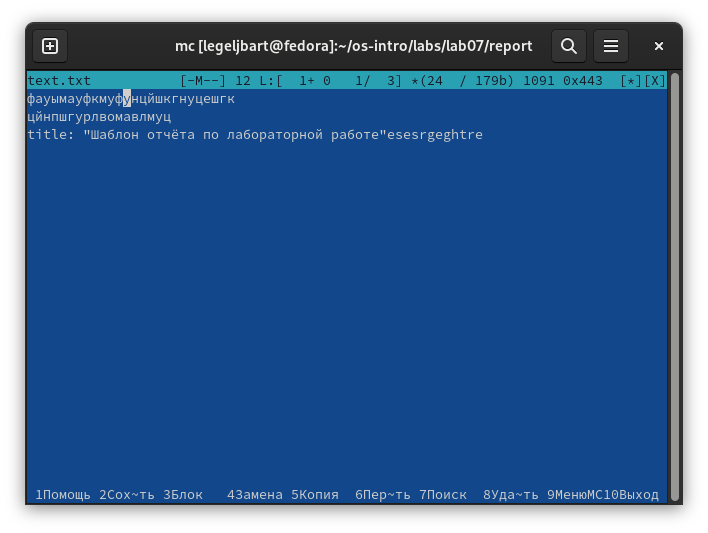 mc [legeljbart@fedora]:~/os-intro/labs/lab07/report
text.txt [-M--] 12 L:[ 1+ 0 1/ 3] *(24 / 179b) 1091 0x443 [*][X]
фауымауфкмуфунцйшкгнуцешгк
цйнпшгурлвомавлмуц
title: "Шаблон отчёта по лабораторной работе"esesrgeghtre
1Помощь 2Сох~ть 3Блок 4Замена 5Копия 6Пер~ть 7Поиск 8Уда~ть 9МенюMC10Выход